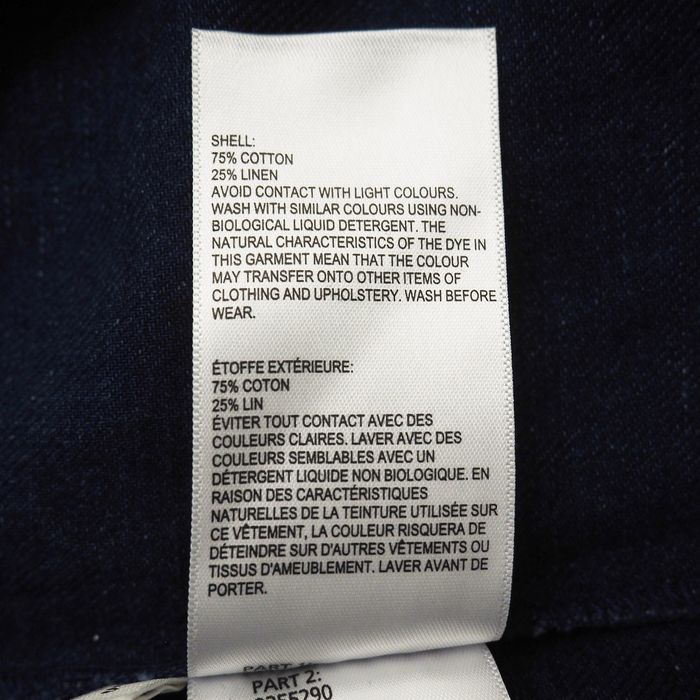 SHELL:
75% COTTON
25% LINEN
AVOID CONTACT WITH LIGHT COLOURS.
WASH WITH SIMILAR COLOURS USING NON-
BIOLOGICAL LIQUID DETERGENT. THE
NATURAL CHARACTERISTICS OF THE DYE IN
THIS GARMENT MEAN THAT THE COLOUR
MAY TRANSFER ONTO OTHER ITEMS OF
CLOTHING AND UPHOLSTERY. WASH BEFORE
WEAR.
ÉTOFFE EXTÉRIEURE:
75% COTON
25% LIN
ÉVITER TOUT CONTACT AVEC DES
COULEURS CLAIRES. LAVER AVEC DES
COULEURS SEMBLABLES AVEC UN
DÉTERGENT LIQUIDE NON BIOLOGIQUE. EN
RAISON DES CARACTÉRISTIQUES
NATURELLES DE LA TEINTURE UTILISÉE SUR
CE VÊTEMENT, LA COULEUR RISQUERA DE
DÉTEINDRE SUR D'AUTRES VÊTEMENTS OU
TISSUS D'AMEUBLEMENT. LAVER AVANT DE
PORTER.
PART
PART 2: